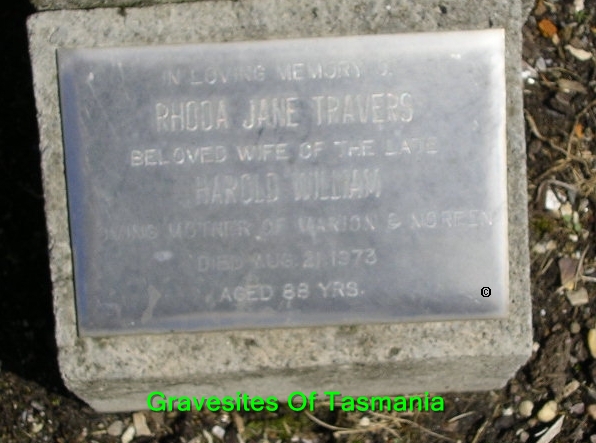 IN LOVING MEMORY OF
RHODA JANE TRAVERS
BELOVED WIFE OF THE LATE
HAROLD WILLIAM
LOVING MOTHER OF MARION & NOREEN
DIED AUG. 21. 1973
AGED 88 YRS.
©
Gravesites Of Tasmania